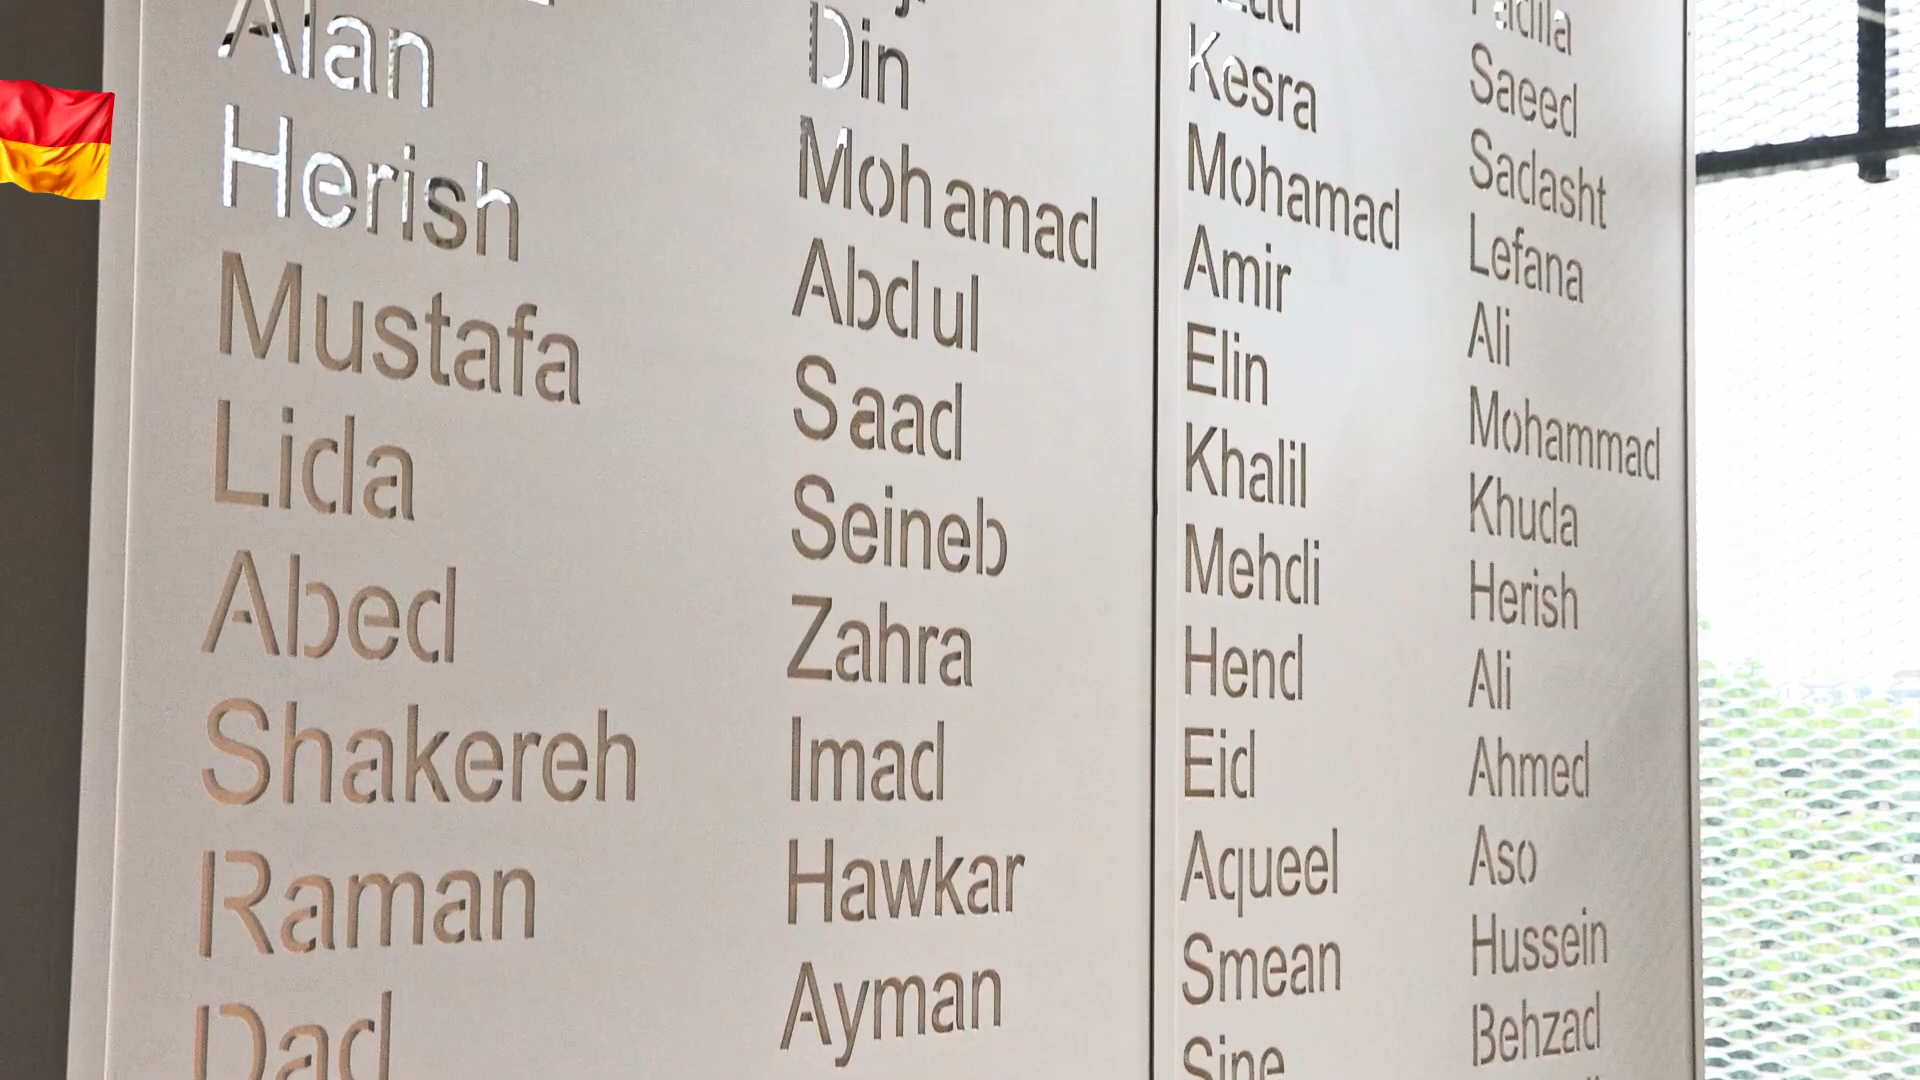 Alan
Herish
Mustafa
Lida
Abed
Shakereh
Raman
Dad
Din
Mohamad
Abdul
Saad
Seineb
Zahra
Imad
Hawkar
Ayman
Kesra
Mohamad
Amir
Elin
Khalil
Mehdi
Hend
Eid
Aqueel
Smean
Saeed
Sadasht
Lefana
Ali
Mohammad
Khuda
Herish
Ali
Ahmed
Aso
Hussein
Behzad